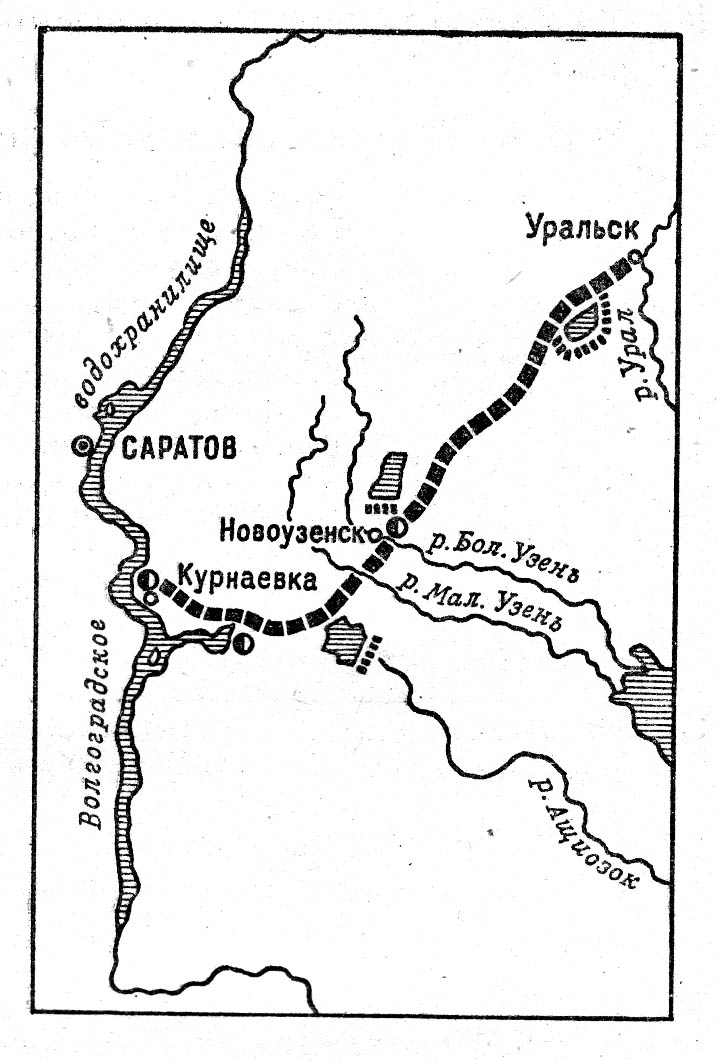 Уральск
р. Урал
водохранилище
САРАТОВ
Новоузенск
р. Бол. Узень
Курнаевка
р. Мал. Узень
Волгоградское
р. Ащиозок